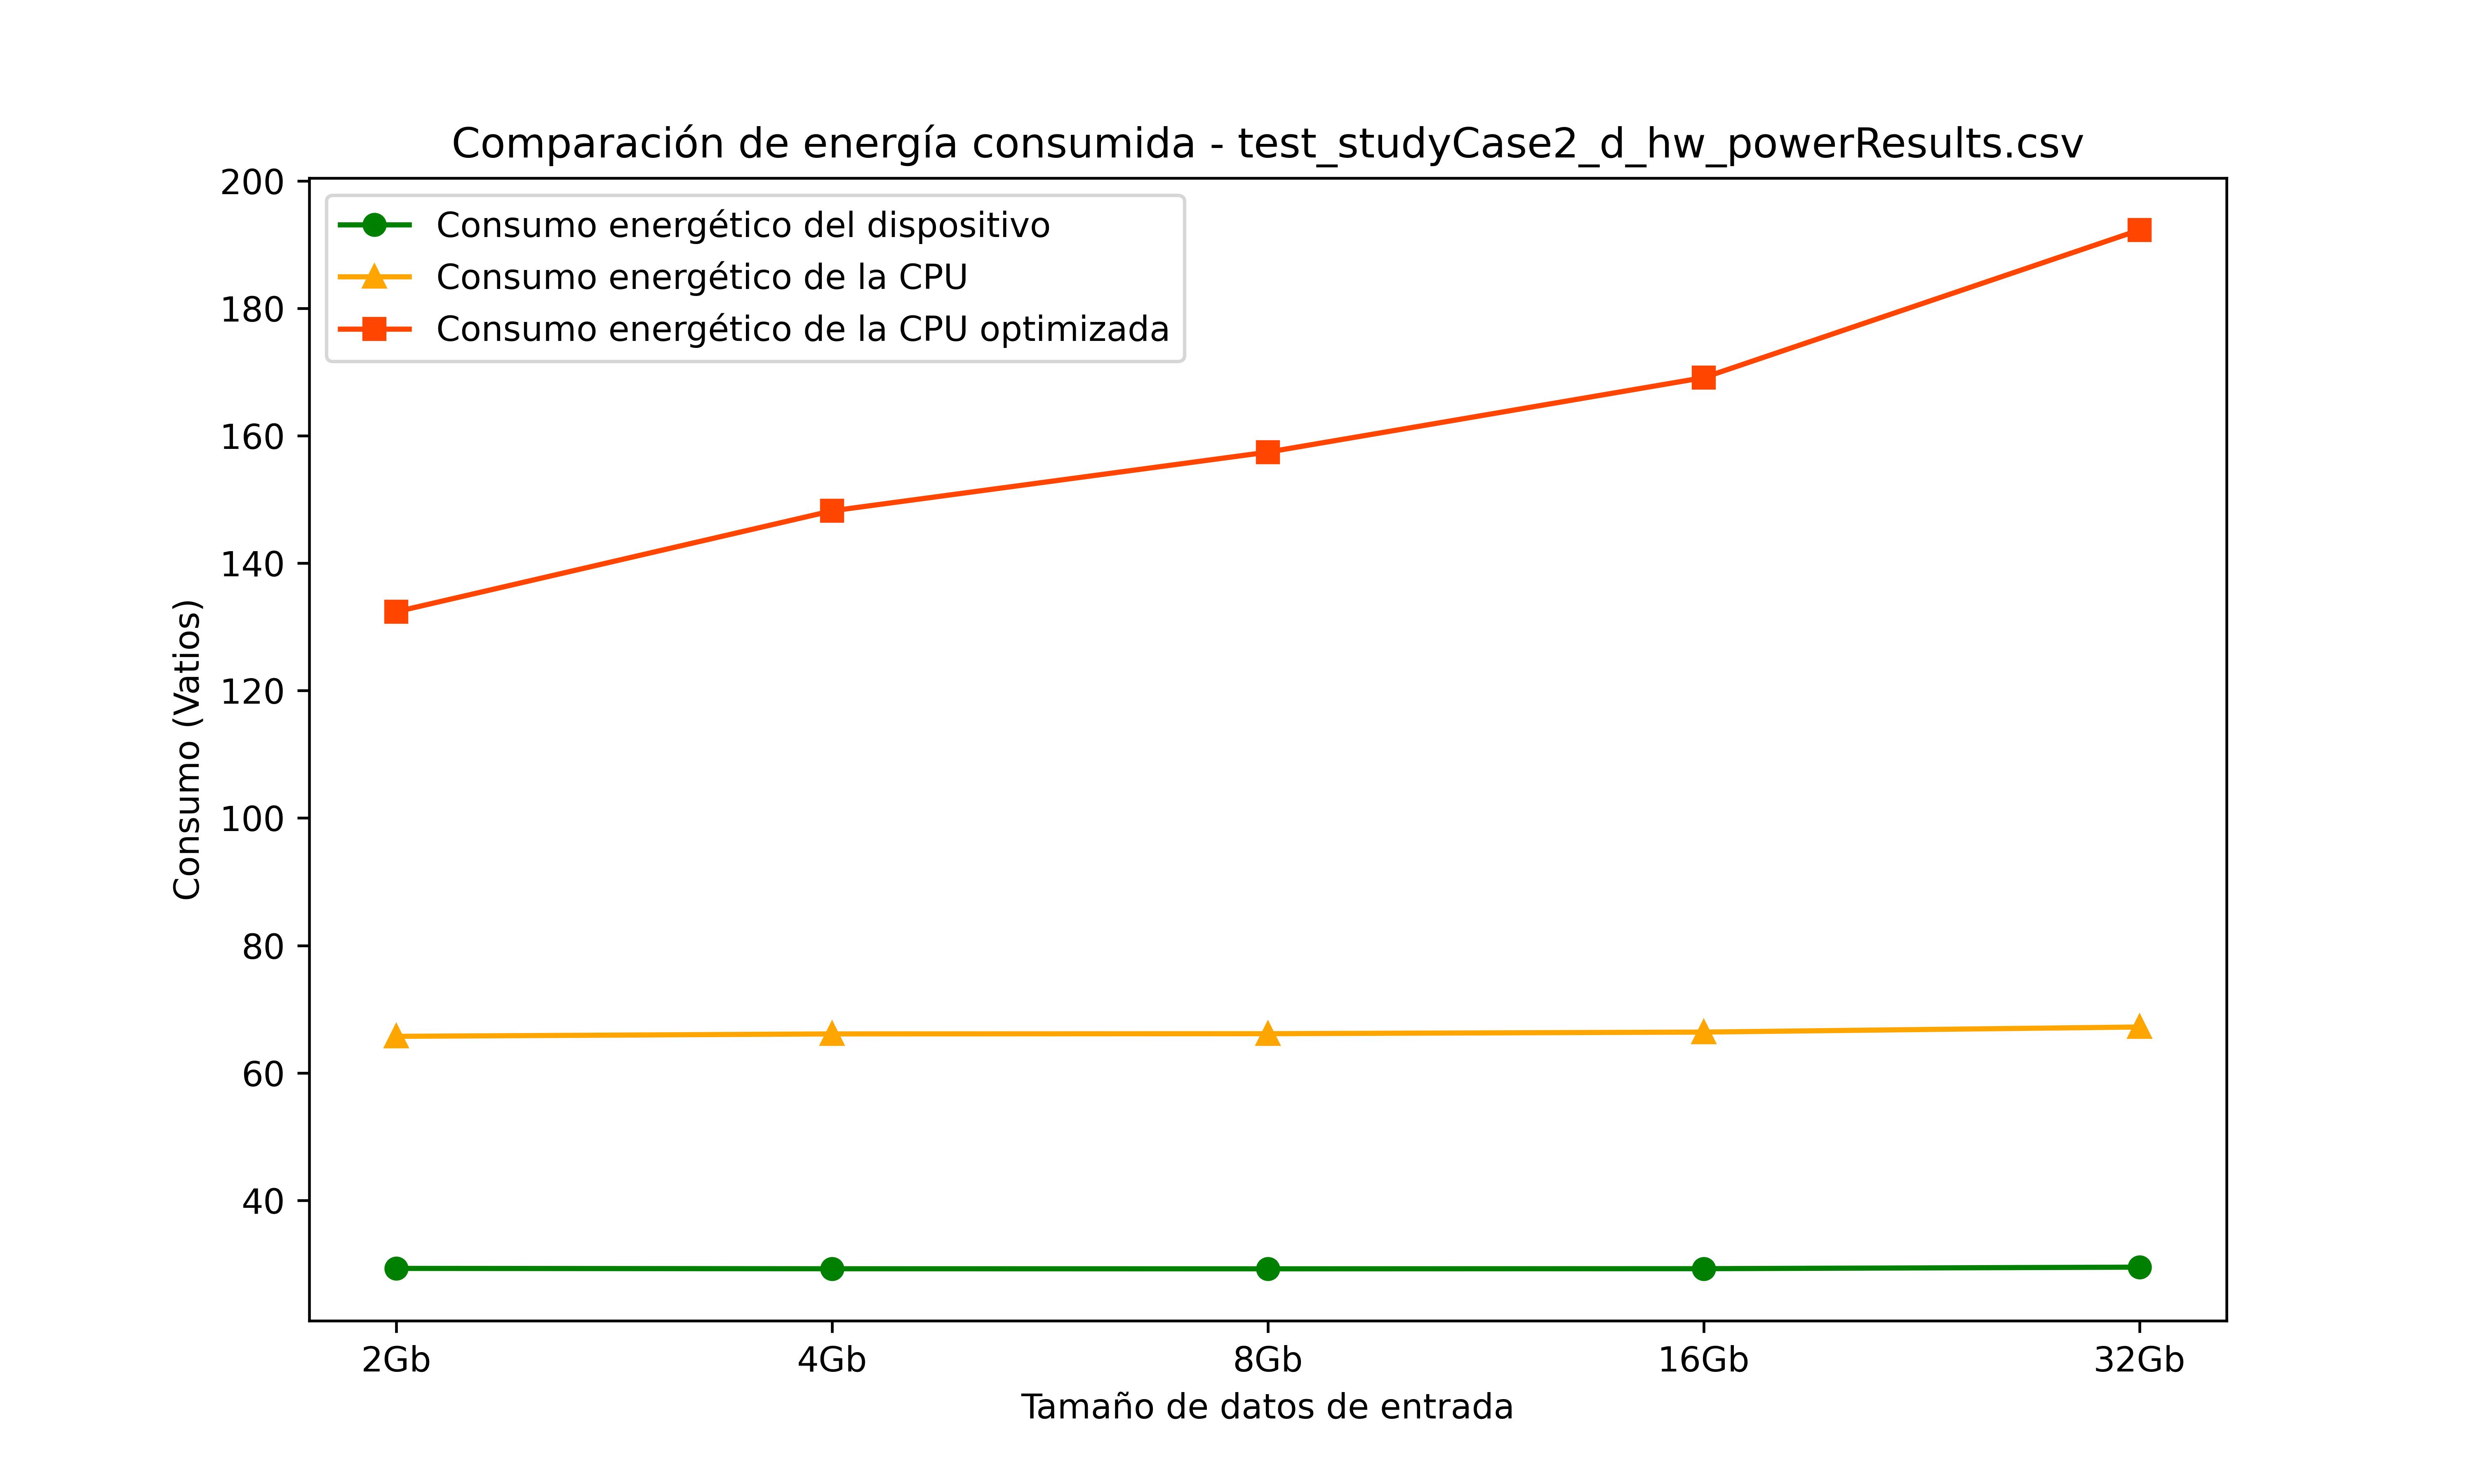 Comparación de energía consumida - test_studyCase2_d_hw_powerResults.csv
Consumo energético del dispositivo
Consumo energético de la CPU
Consumo energético de la CPU optimizada
Consumo (Vatios)
200
180
160
140
120
100
80
60
40
2Gb 4Gb 8Gb 16Gb 32Gb
Tamaño de datos de entrada